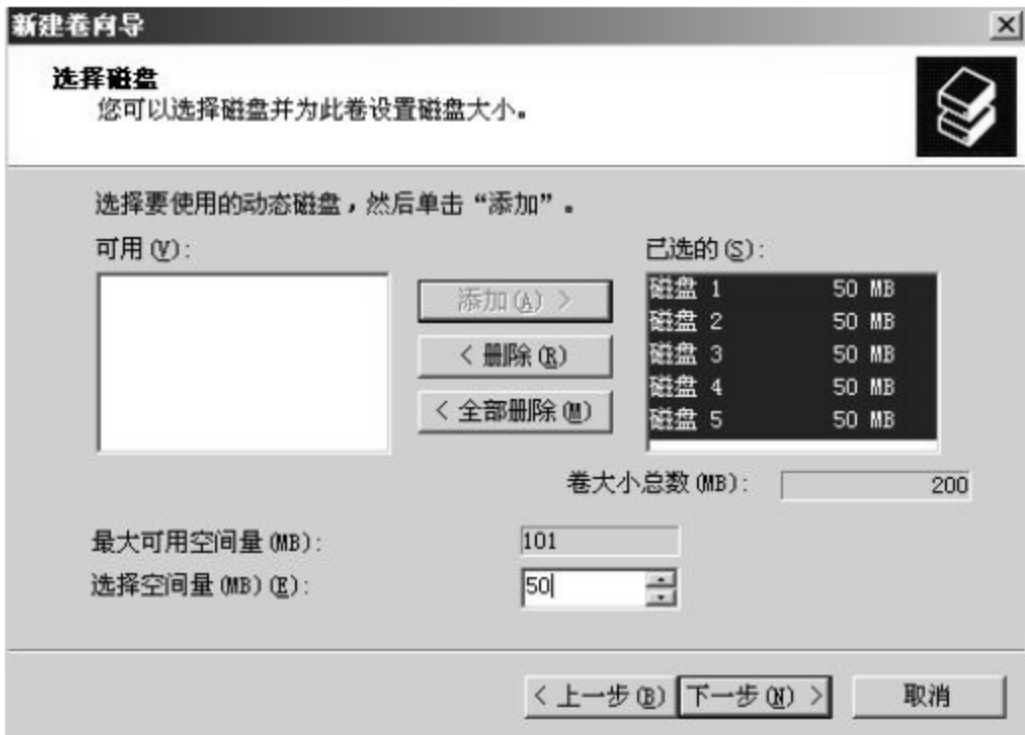 新建卷向导
选择磁盘
您可以选择磁盘并为此卷设置磁盘大小。
选择要使用的动态磁盘，然后单击“添加”。
可用(V)：
已选的(S)：
添加(A) >
< 删除(R)
< 全部删除(M)
磁盘 1 50 MB
磁盘 2 50 MB
磁盘 3 50 MB
磁盘 4 50 MB
磁盘 5 50 MB
卷大小总数(MB)： 200
最大可用空间量(MB)： 101
选择空间量(MB)(E)： 50
< 上一步(B) 下一步(N) > 取消